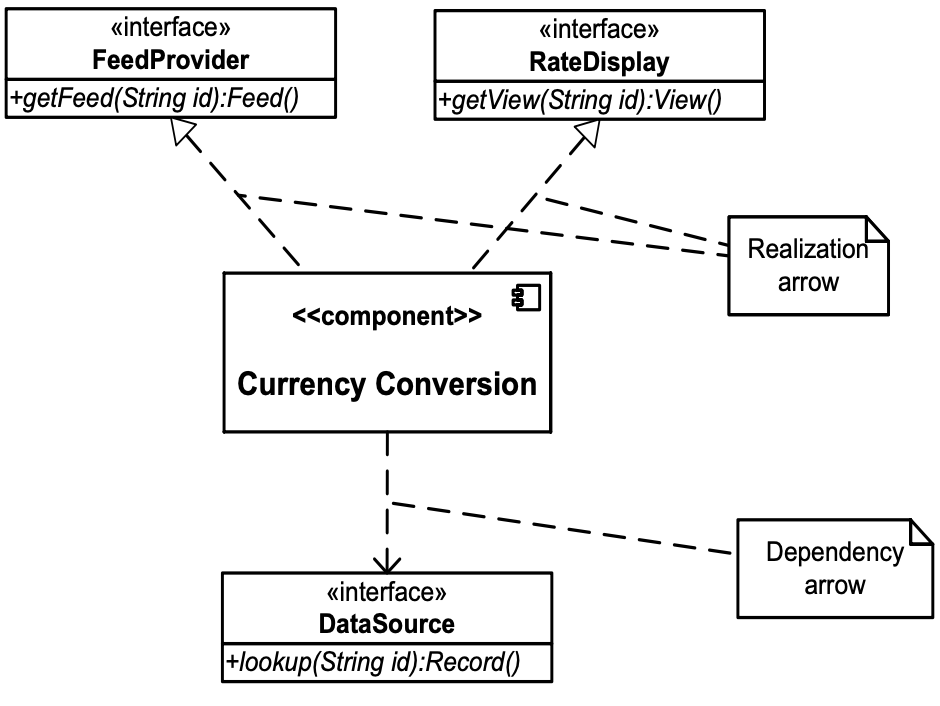 «interface»
FeedProvider
+getFeed(String id):Feed()
«interface»
RateDisplay
+getView(String id):View()
Realization
arrow
<<component>>
Currency Conversion
Dependency
arrow
«interface»
DataSource
+lookup(String id):Record()